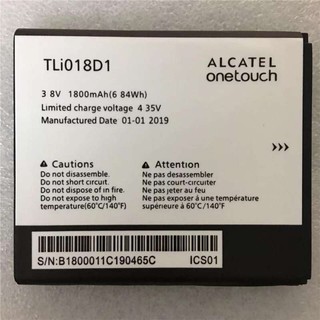 TLi018D1
ALCATEL
onetouch
3 8V 1800mAh(6 84Wh)
Limited charge voltage 4 35V
Manufactured Date 01-01 2019
>>>
Cautions
Do not disassemble.
Do not short circuit.
Do not dispose of in fire.
Do not expose to high
temperature(60°C/140°F)
Attention
Ne pas desassembler
Ne pas court-circuiter
Ne pas jeter au feu
Ne pas exposer à temperature
supérieure à 60°C/140°F
S/N:B1800011C190465C
ICS01